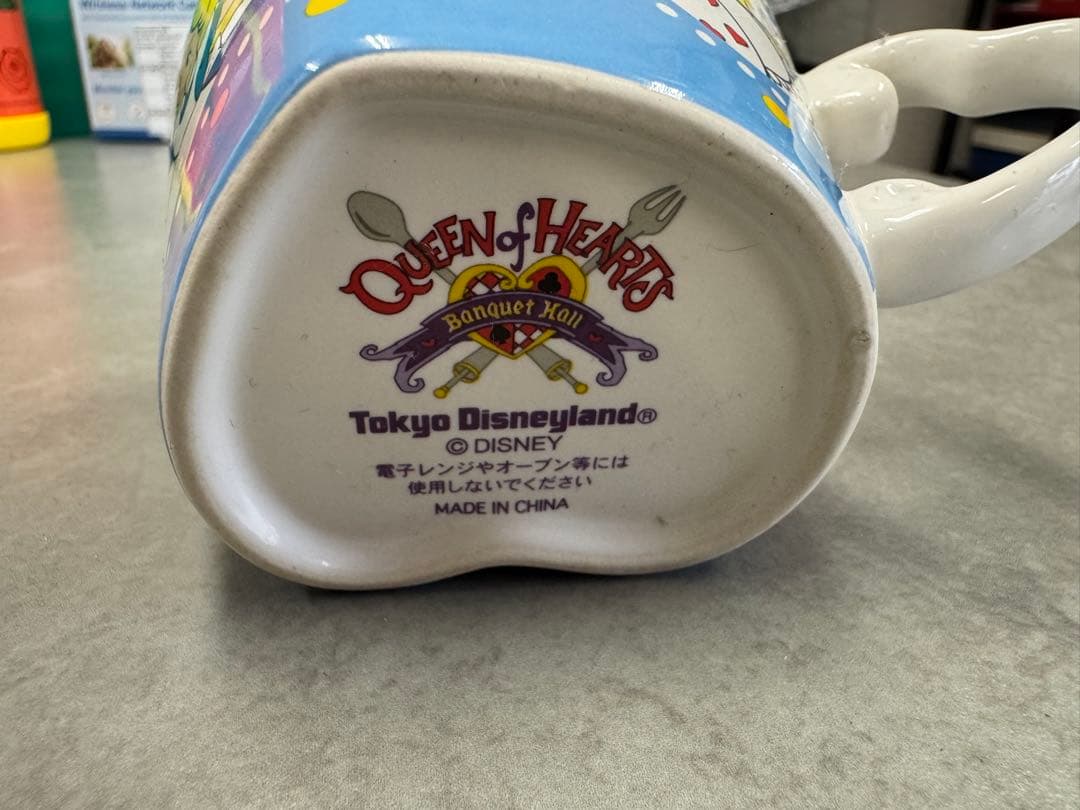 QUEEN of HEARTS
Banquet Hall
Tokyo Disneyland®
© DISNEY
電子レンジやオーブン等には
使用しないでください
MADE IN CHINA